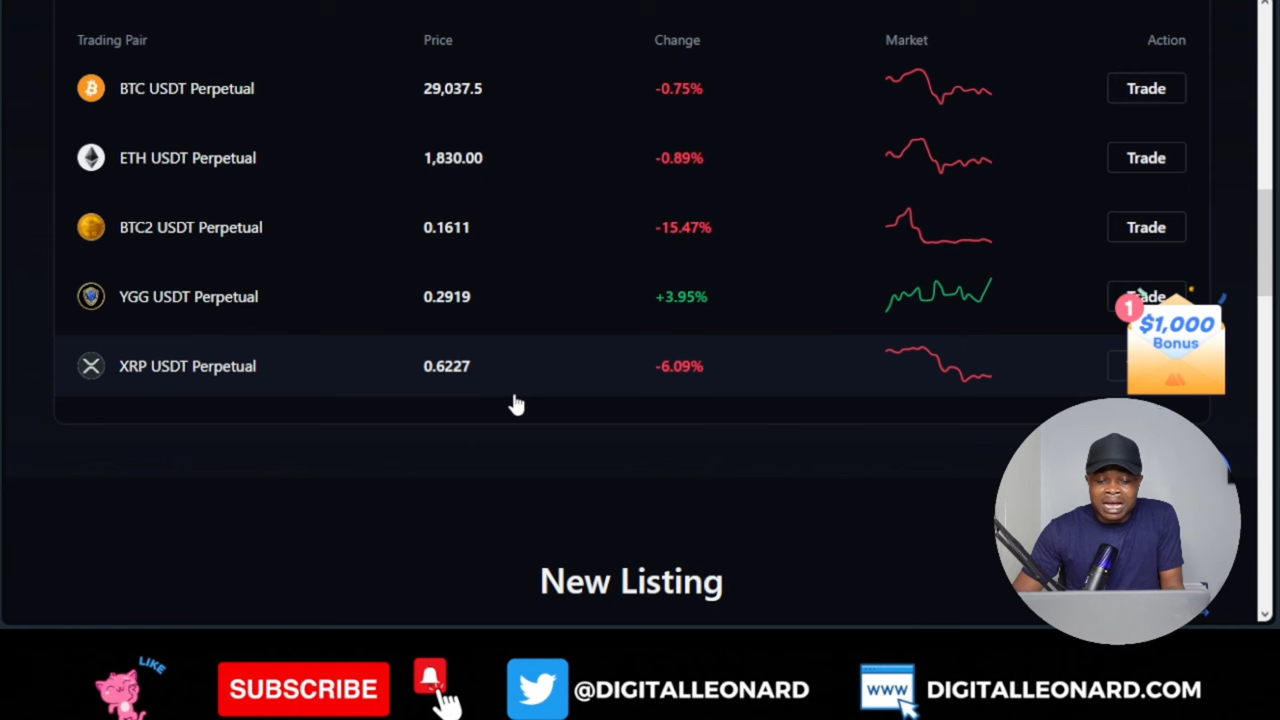 Trading Pair Price Change Market Action
BTC USDT Perpetual 29,037.5 -0.75% Trade
ETH USDT Perpetual 1,830.00 -0.89% Trade
BTC2 USDT Perpetual 0.1611 -15.47% Trade
YGG USDT Perpetual 0.2919 +3.95% Trade
1
$1,000
Bonus
XRP USDT Perpetual 0.6227 -6.09%
New Listing
LIKE
SUBSCRIBE
@DIGITALLEONARD
WWW
DIGITALLEONARD.COM